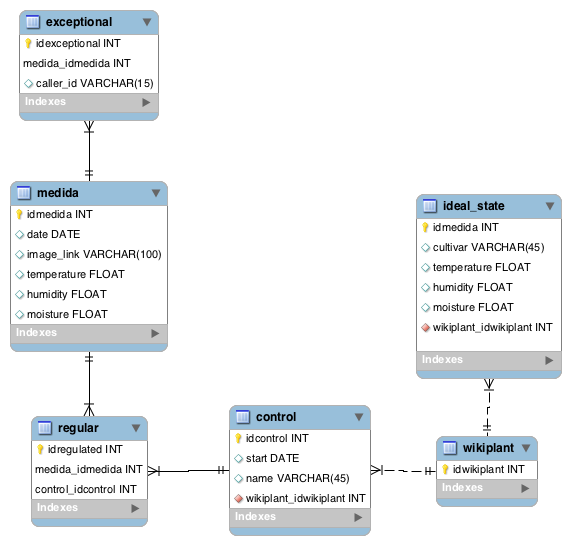 exceptional
idexceptional INT
medida_idmedida INT
caller_id VARCHAR(15)
Indexes
medida
idmedida INT
date DATE
image_link VARCHAR(100)
temperature FLOAT
humidity FLOAT
moisture FLOAT
Indexes
ideal_state
idmedida INT
cultivar VARCHAR(45)
temperature FLOAT
humidity FLOAT
moisture FLOAT
wikiplant_idwikiplant INT
Indexes
regular
idregulated INT
medida_idmedida INT
control_idcontrol INT
Indexes
control
idcontrol INT
start DATE
name VARCHAR(45)
wikiplant_idwikiplant INT
Indexes
wikiplant
idwikiplant INT
Indexes